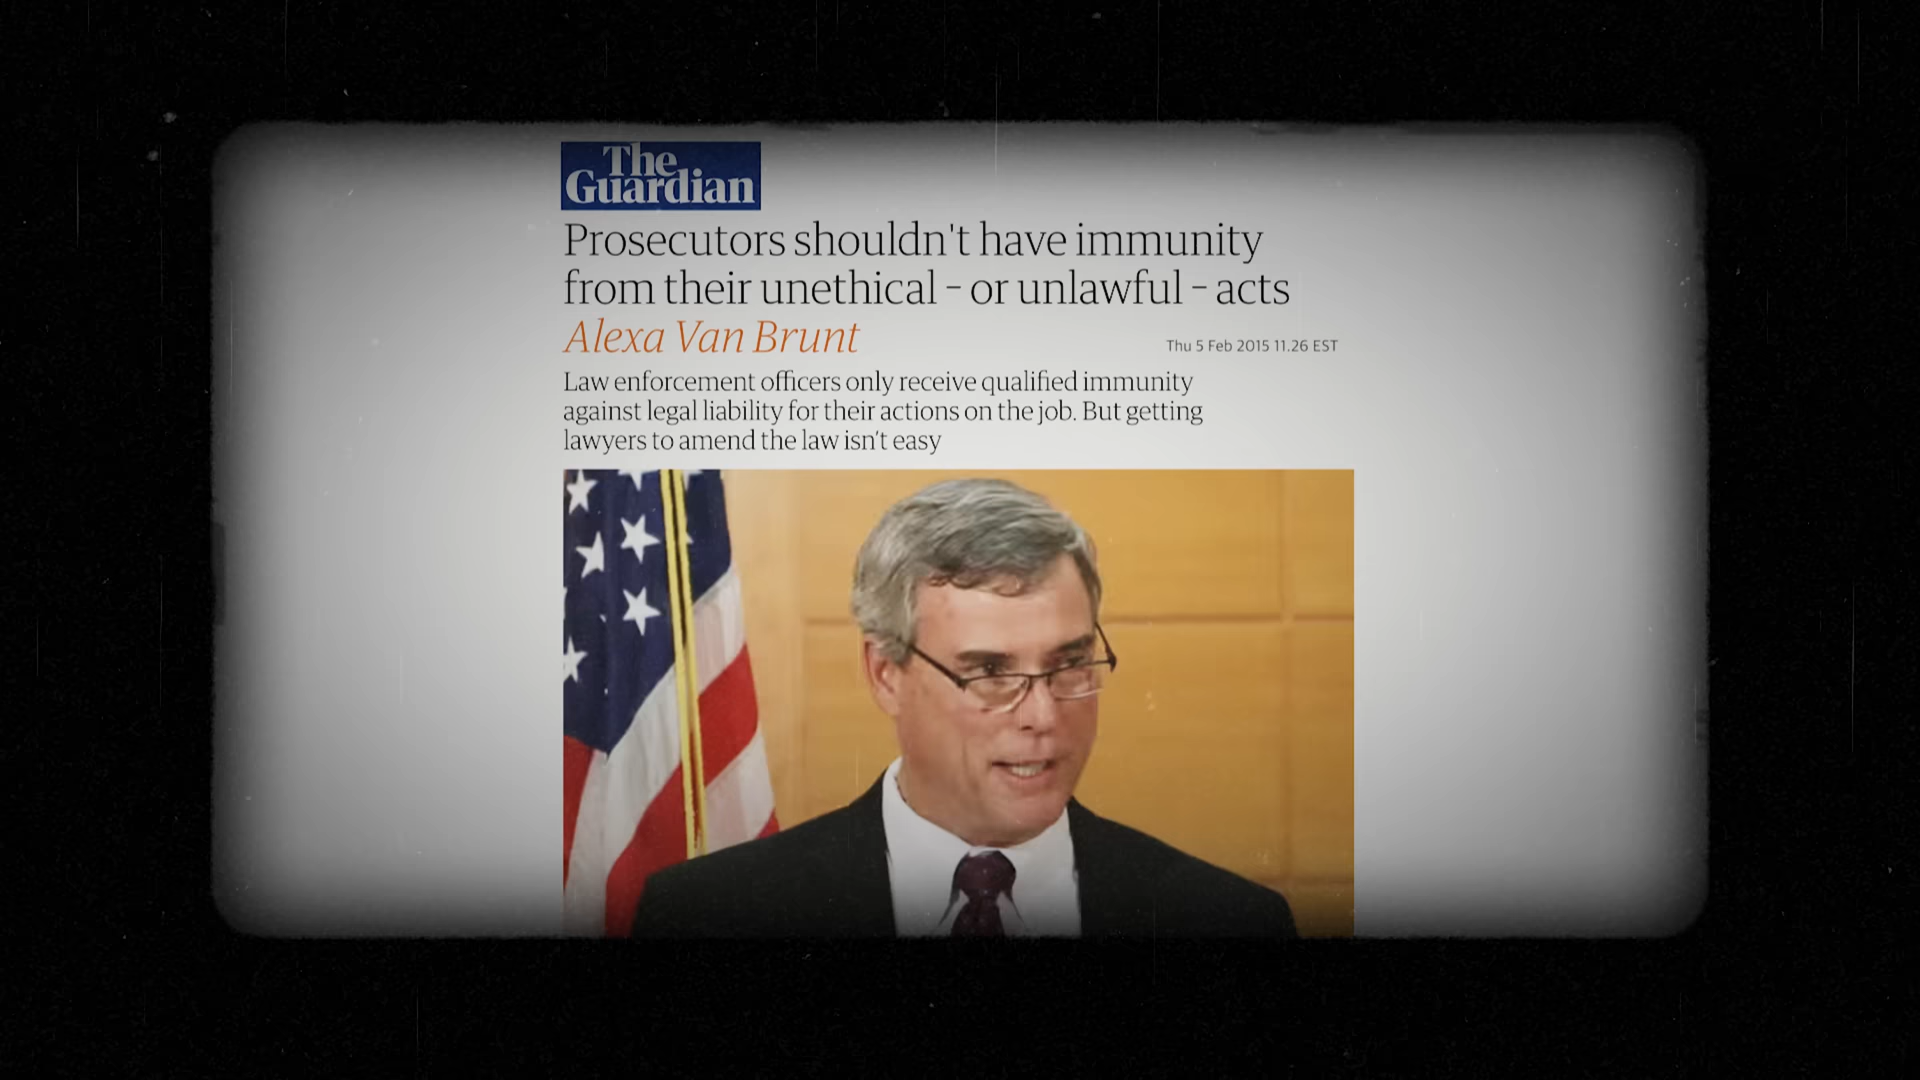 The
Guardian
Prosecutors shouldn't have immunity
from their unethical - or unlawful - acts
Alexa Van Brunt
Thu 5 Feb 2015 11.26 EST
Law enforcement officers only receive qualified immunity
against legal liability for their actions on the job. But getting
lawyers to amend the law isn't easy